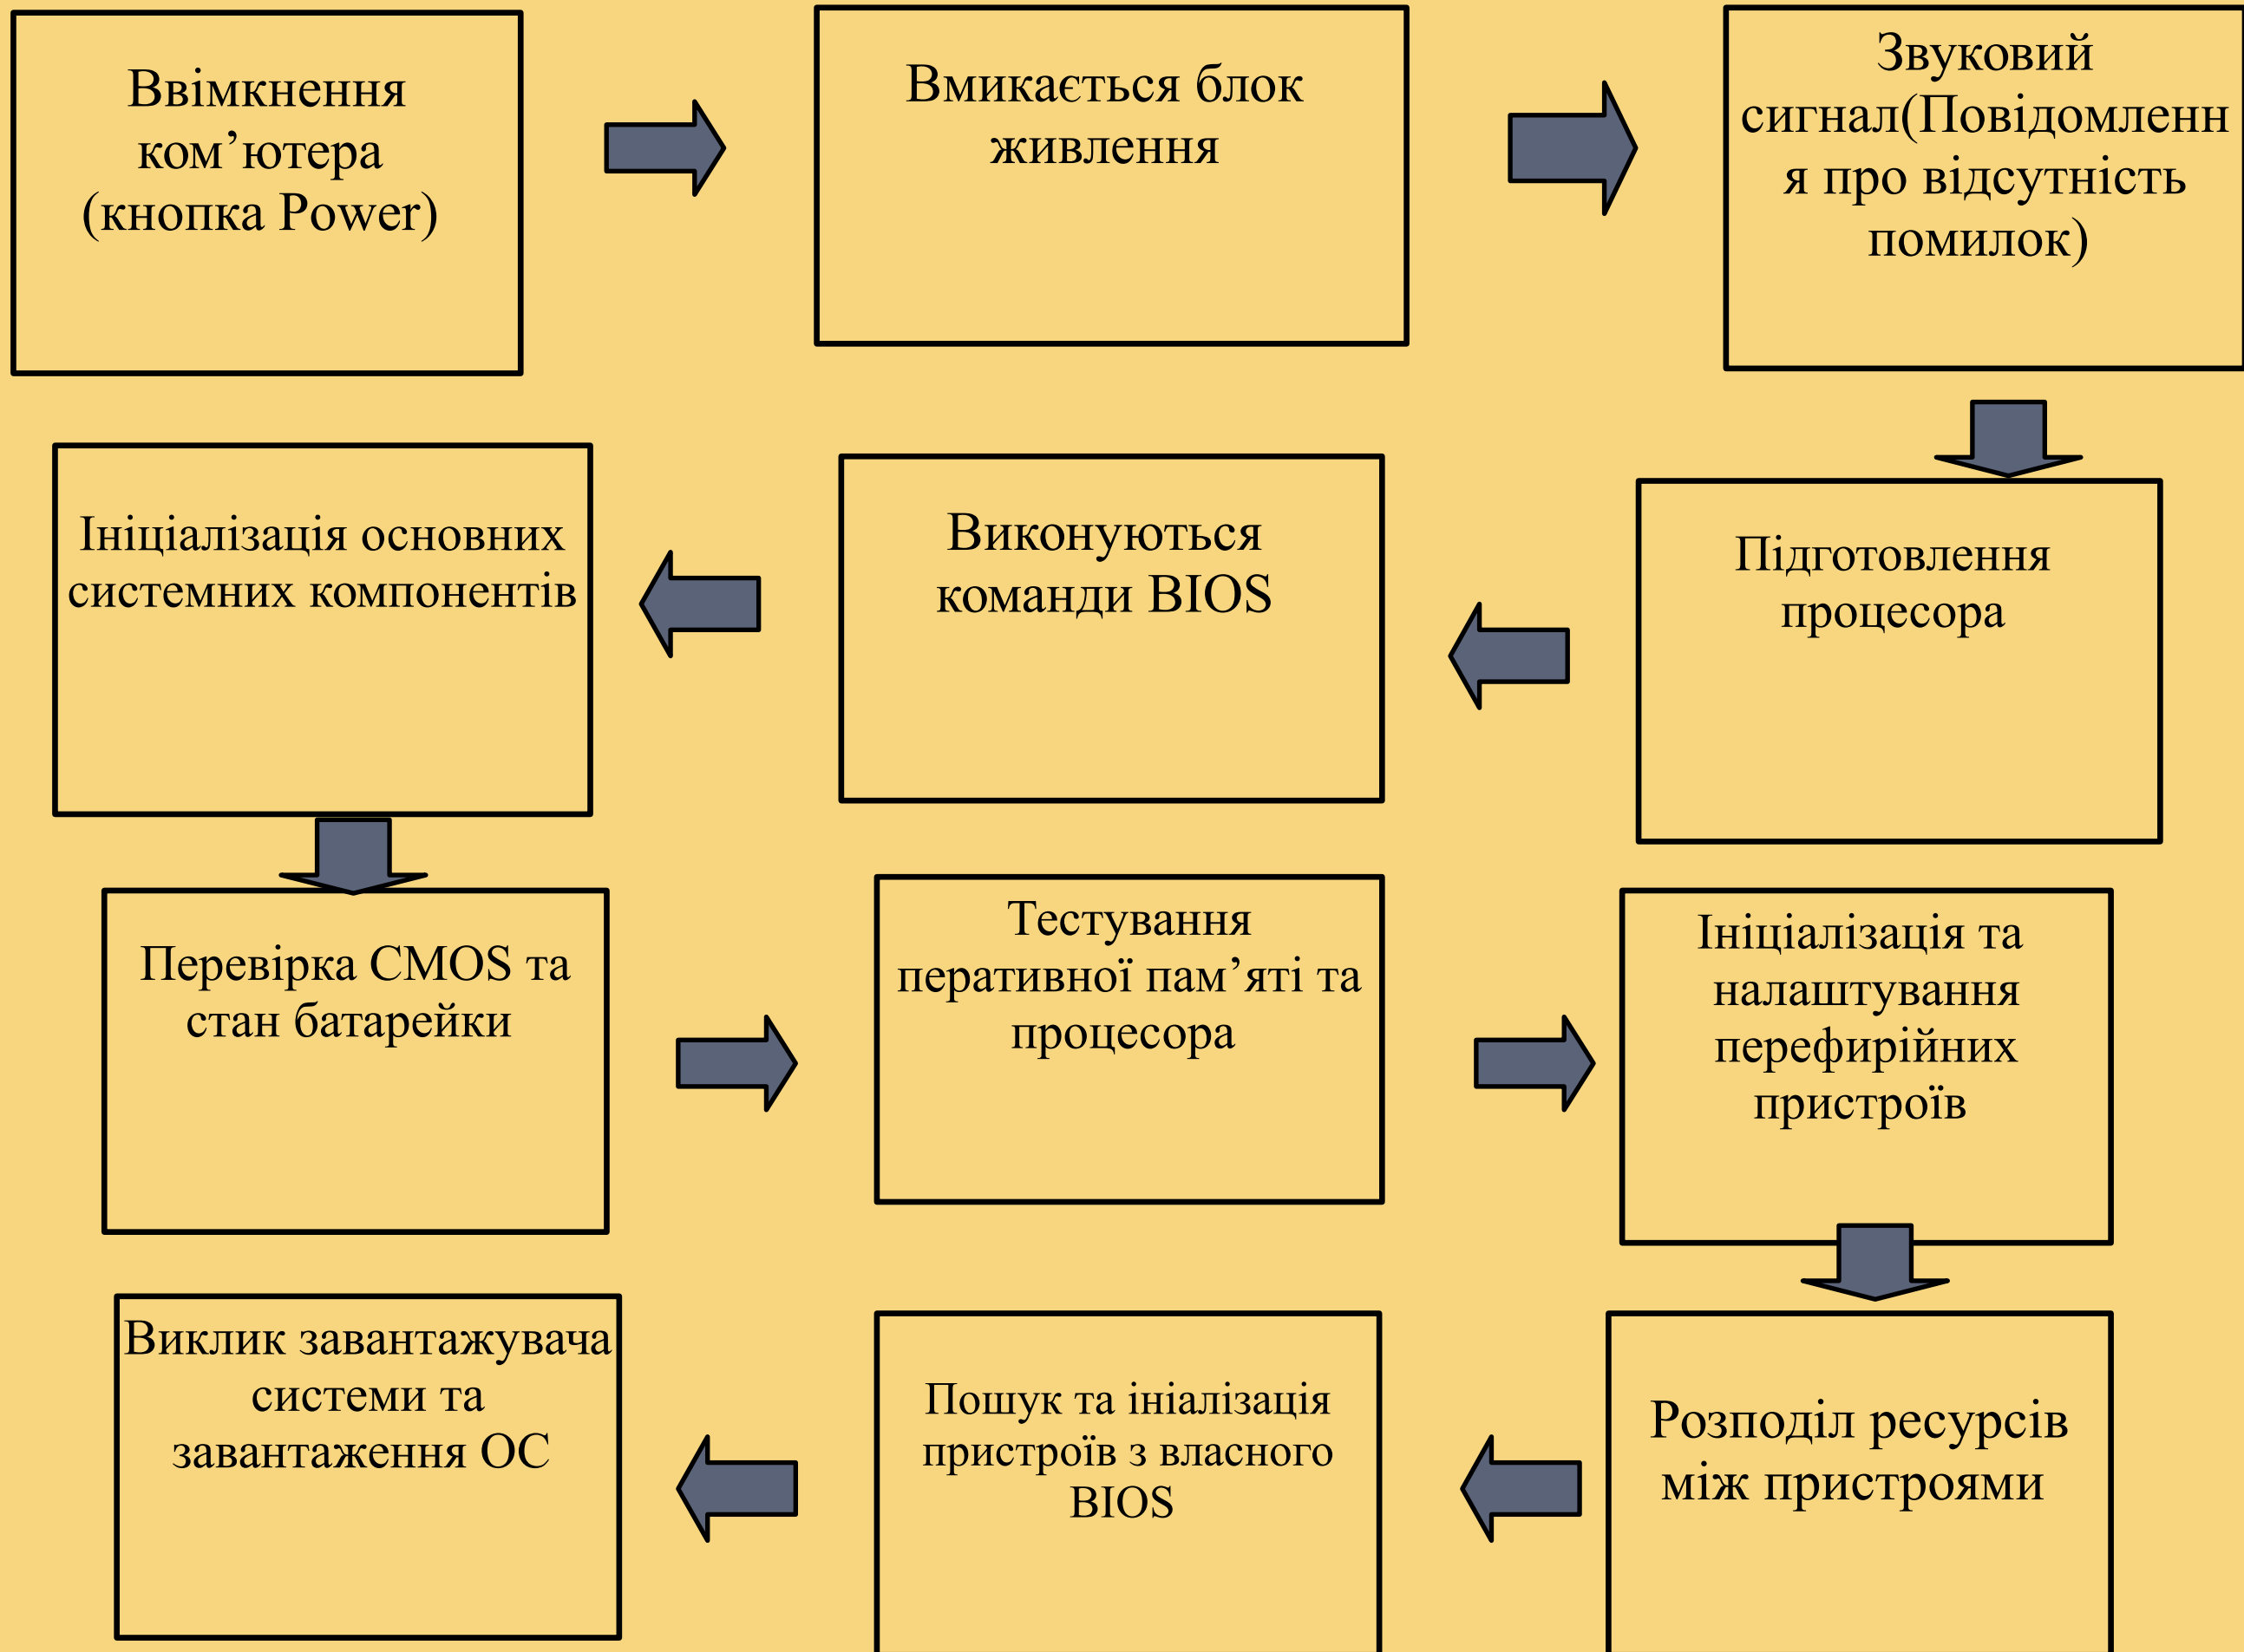 Ввімкнення
ком’ютера
(кнопка Power)
Вмикається блок
живлення
Звуковий
сигнал(Повідомленн
я про відсутність
помилок)
Підготовлення
процесора
Виконуються
команди BIOS
Ініціалізація основних
системних компонентів
Перевірка CMOS та
стан батарейки
Тестування
перативної пам’яті та
процесора
Ініціалізація та
налаштування
перефирійних
пристроїв
Розподіл ресурсів
між пристроями
Пошук та ініалізація
пристроїв з власного
BIOS
Виклик завантажувача
системи та
завантаження ОС